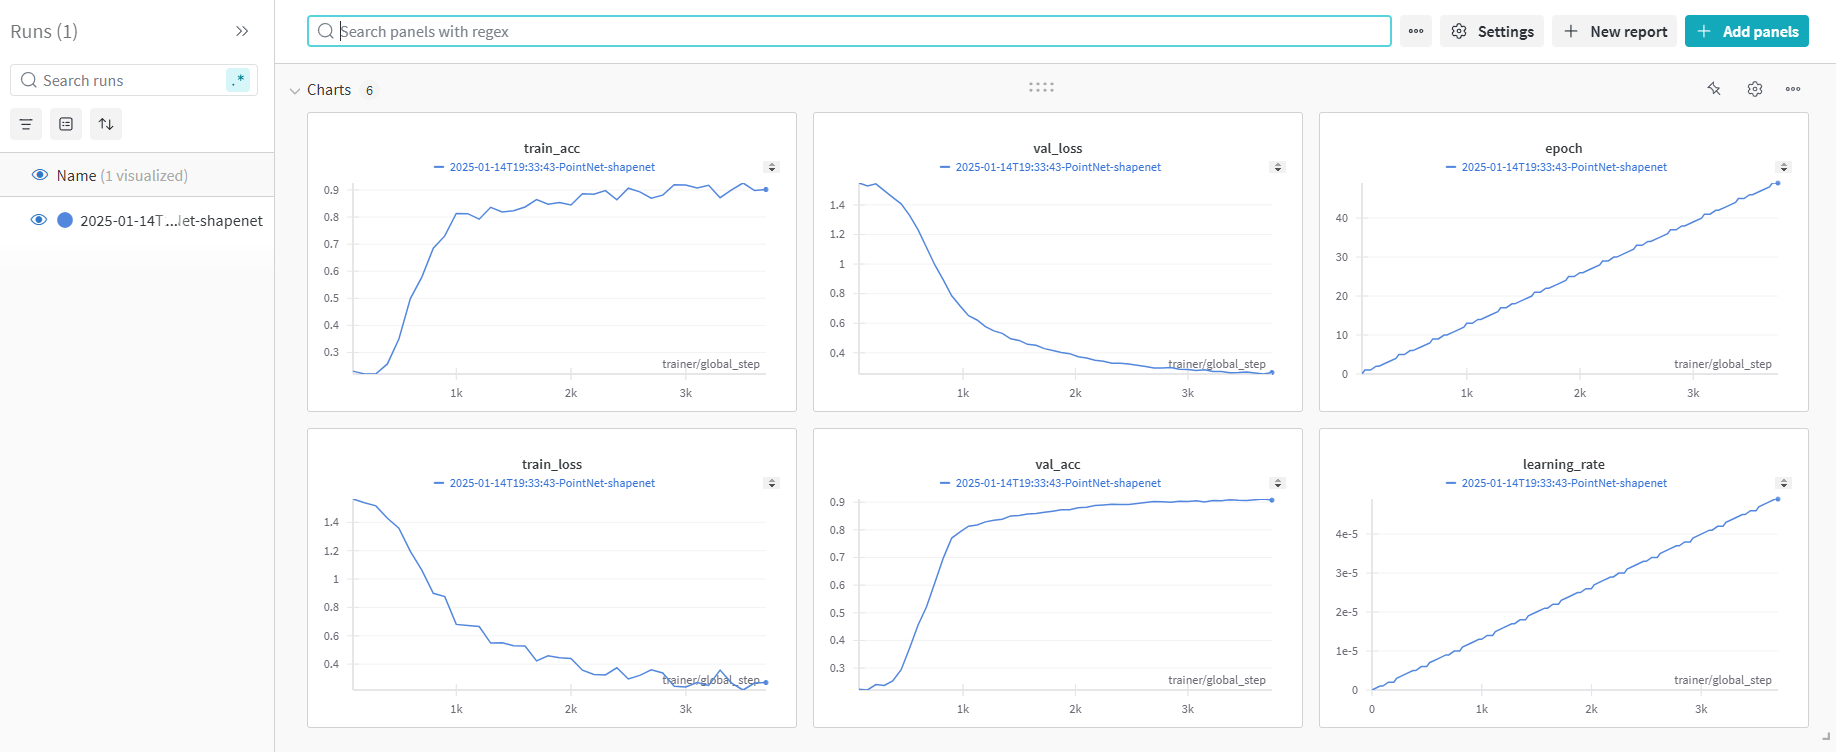 Runs (1)
Search panels with regex
Settings
New report
Add panels
Search runs
.*
Charts 6
Name (1 visualized)
2025-01-14T...let-shapenet
train_acc
2025-01-14T19:33:43-PointNet-shapenet
0.9
0.8
0.7
0.6
0.5
0.4
0.3
trainer/global_step
1k 2k 3k
val_loss
2025-01-14T19:33:43-PointNet-shapenet
1.4
1.2
1
0.8
0.6
0.4
trainer/global_step
1k 2k 3k
epoch
2025-01-14T19:33:43-PointNet-shapenet
40
30
20
10
0
trainer/global_step
1k 2k 3k
train_loss
2025-01-14T19:33:43-PointNet-shapenet
1.4
1.2
1
0.8
0.6
0.4
trainer/global_step
1k 2k 3k
val_acc
2025-01-14T19:33:43-PointNet-shapenet
0.9
0.8
0.7
0.6
0.5
0.4
0.3
trainer/global_step
1k 2k 3k
learning_rate
2025-01-14T19:33:43-PointNet-shapenet
4e-5
3e-5
2e-5
1e-5
0
trainer/global_step
0 1k 2k 3k